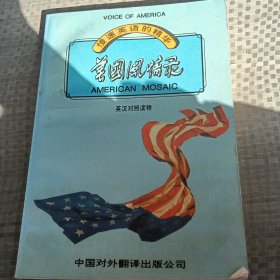 VOICE OF AMERICA
慢速英语的精华
美国风情录
AMERICAN MOSAIC
英汉对照读物
中国对外翻译出版公司